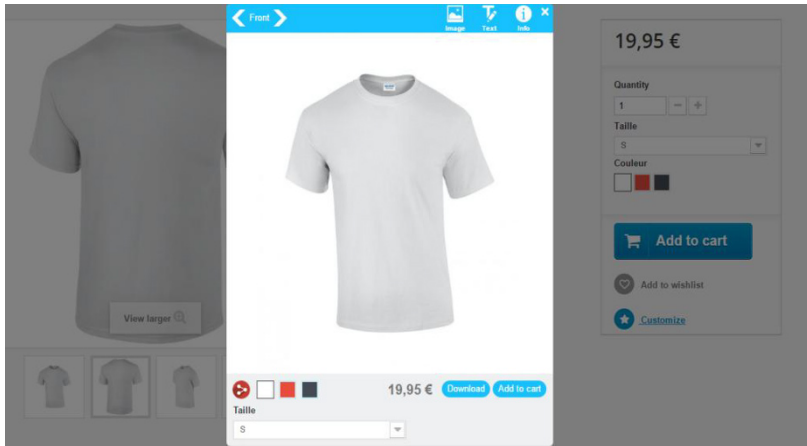 Front
Image
Text
Info
×
19,95 €
Quantity
1
Taille
S
Couleur
Add to cart
Add to wishlist
Customize
View larger
19,95 €
Download
Add to cart
Taille
S